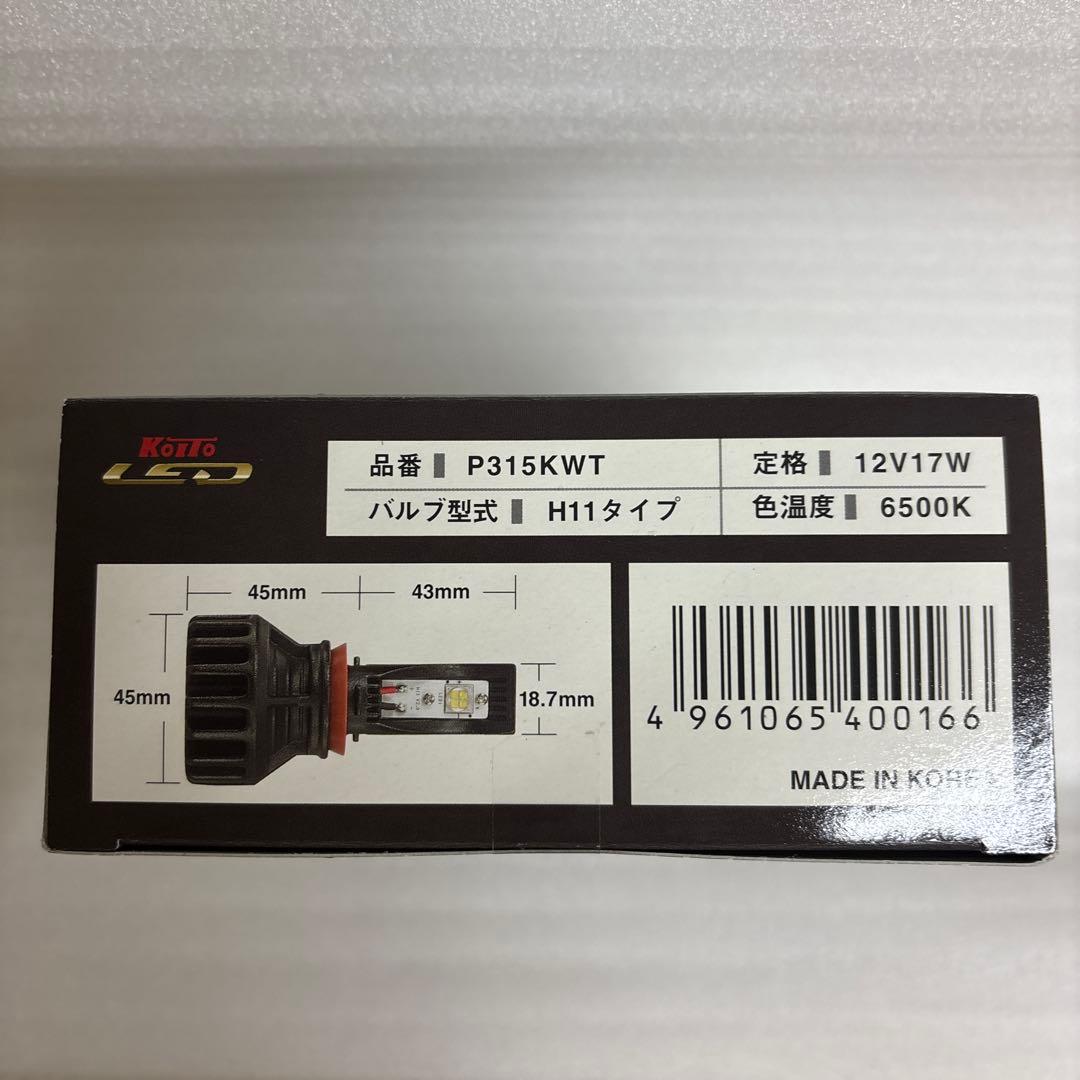 KOITO
LED
品番 P315KWT
定格 12V17W
バルブ型式 H11タイプ
色温度 6500K
45mm
43mm
45mm
18.7mm
4 961065 400166
MADE IN KOREA